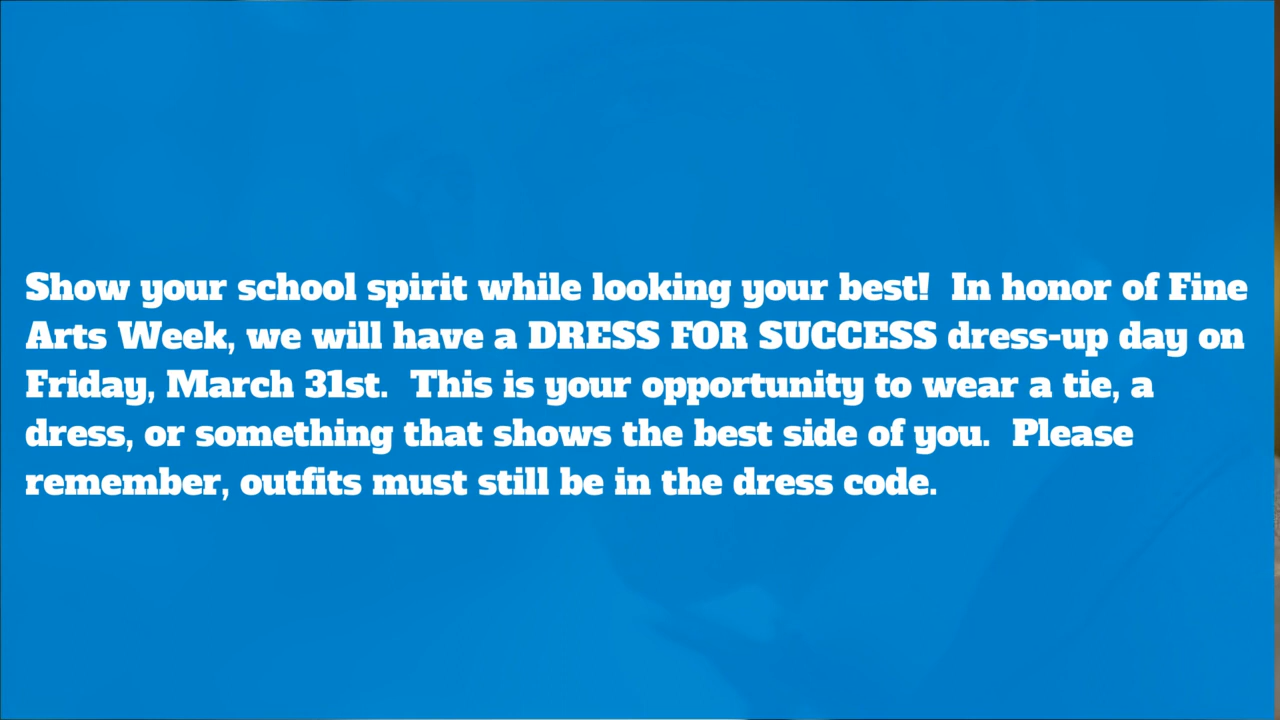 Show your school spirit while looking your best!  In honor of Fine
Arts Week, we will have a DRESS FOR SUCCESS dress-up day on
Friday, March 31st.  This is your opportunity to wear a tie, a
dress, or something that shows the best side of you.  Please
remember, outfits must still be in the dress code.